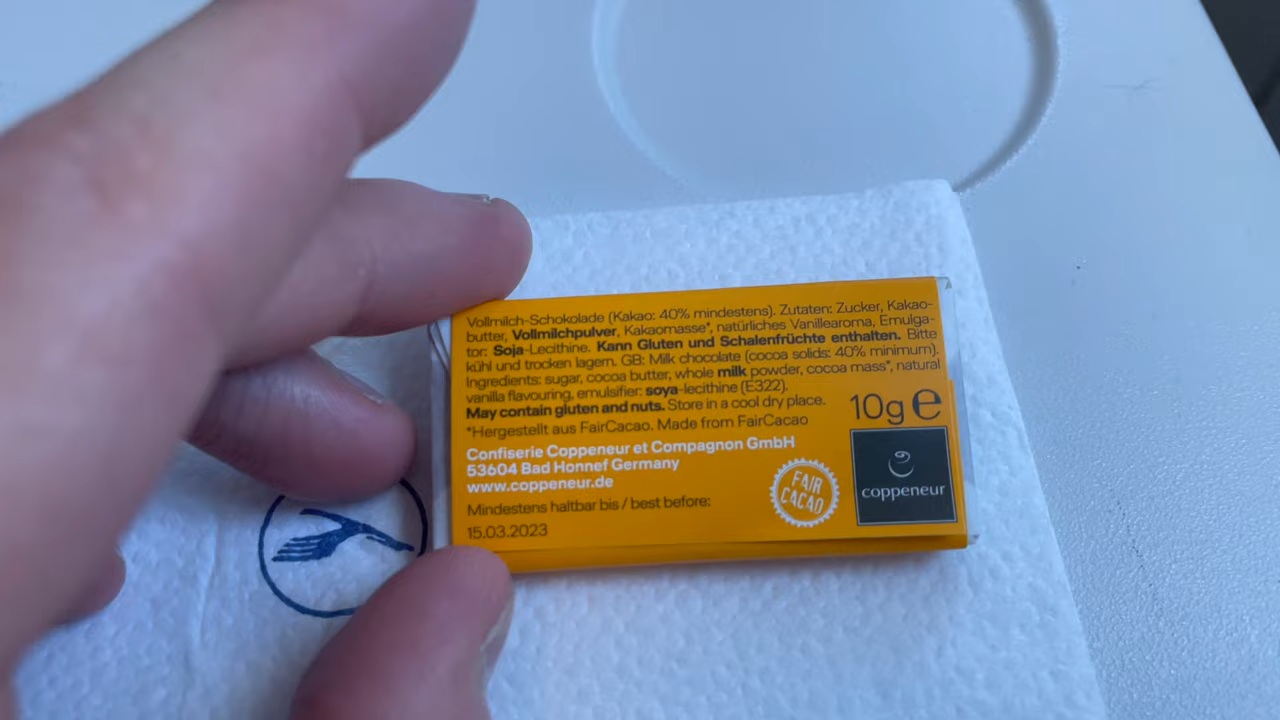 Vollmilch-Schokolade (Kakao: 40% mindestens). Zutaten: Zucker, Kakao-
butter, Vollmilchpulver, Kakaomasse*, natürliches Vanillearoma, Emulga-
tor: Soja-Lecithine. Kann Gluten und Schalenfrüchte enthalten. Bitte
kühl und trocken lagern. GB: Milk chocolate (cocoa solids: 40% minimum).
Ingredients: sugar, cocoa butter, whole milk powder, cocoa mass*, natural
vanilla flavouring, emulsifier: soya-lecithine (E322).
May contain gluten and nuts. Store in a cool dry place.
*Hergestellt aus FairCacao. Made from FairCacao
10g e
Confiserie Coppeneur et Compagnon GmbH
53604 Bad Honnef Germany
www.coppeneur.de
Mindestens haltbar bis / best before:
15.03.2023
FAIR
CACAO
coppeneur